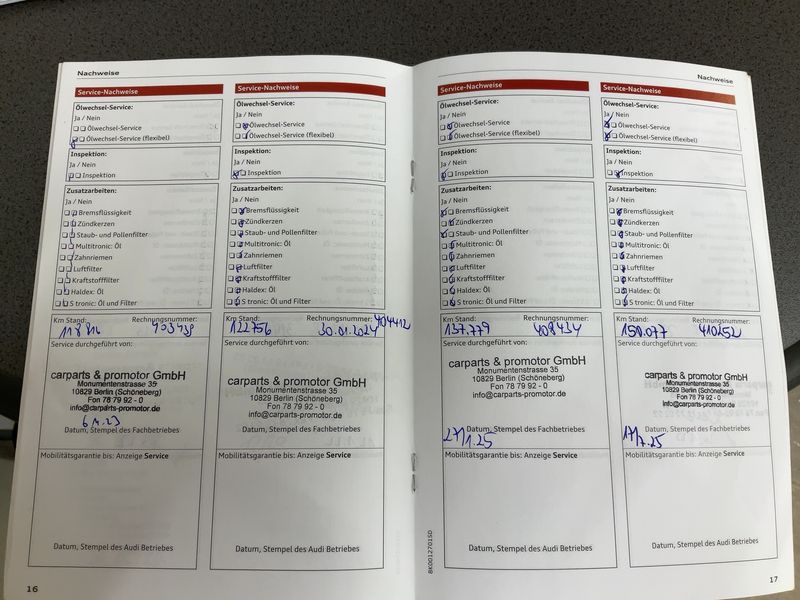 Nachweise
Service-Nachweise
Ölwechsel-Service:
Ja / Nein
Ölwechsel-Service
Ölwechsel-Service (flexibel)
Inspektion:
Ja / Nein
Inspektion
Zusatzarbeiten:
Ja / Nein
Bremsflüssigkeit
Zündkerzen
Staub- und Pollenfilter
Multitronic: Öl
Zahnriemen
Luftfilter
Kraftstofffilter
Haldex: Öl
S tronic: Öl und Filter
Km Stand: Rechnungsnummer:
403439
Service durchgeführt von:
carparts & promotor GmbH
Monumentenstrasse 35
10829 Berlin (Schöneberg)
Fon 78 79 92 - 0
info@carparts-promotor.de
Datum, Stempel des Fachbetriebes
Mobilitätsgarantie bis: Anzeige Service
Datum, Stempel des Audi Betriebes
16
Service-Nachweise
Ölwechsel-Service:
Ja / Nein
Ölwechsel-Service
Ölwechsel-Service (flexibel)
Inspektion:
Ja / Nein
Inspektion
Zusatzarbeiten:
Ja / Nein
Bremsflüssigkeit
Zündkerzen
Staub- und Pollenfilter
Multitronic: Öl
Zahnriemen
Luftfilter
Kraftstofffilter
Haldex: Öl
S tronic: Öl und Filter
Km Stand: Rechnungsnummer: 404412
122756 30.01.2024
Service durchgeführt von:
carparts & promotor GmbH
Monumentenstrasse 35
10829 Berlin (Schöneberg)
Fon 78 79 92 - 0
info@carparts-promotor.de
Datum, Stempel des Fachbetriebes
Mobilitätsgarantie bis: Anzeige Service
Datum, Stempel des Audi Betriebes
Nachweise
Service-Nachweise
Ölwechsel-Service:
Ja / Nein
Ölwechsel-Service
Ölwechsel-Service (flexibel)
Inspektion:
Ja / Nein
Inspektion
Zusatzarbeiten:
Ja / Nein
Bremsflüssigkeit
Zündkerzen
Staub- und Pollenfilter
Multitronic: Öl
Zahnriemen
Luftfilter
Kraftstofffilter
Haldex: Öl
S tronic: Öl und Filter
Km Stand: Rechnungsnummer:
137.779 408434
Service durchgeführt von:
carparts & promotor GmbH
Monumentenstrasse 35
10829 Berlin (Schöneberg)
Fon 78 79 92 - 0
info@carparts-promotor.de
27/1.25
Datum, Stempel des Fachbetriebes
Mobilitätsgarantie bis: Anzeige Service
Datum, Stempel des Audi Betriebes
8K0012701SD
Service-Nachweise
Ölwechsel-Service:
Ja / Nein
Ölwechsel-Service
Ölwechsel-Service (flexibel)
Inspektion:
Ja / Nein
Inspektion
Zusatzarbeiten:
Ja / Nein
Bremsflüssigkeit
Zündkerzen
Staub- und Pollenfilter
Multitronic: Öl
Zahnriemen
Luftfilter
Kraftstofffilter
Haldex: Öl
S tronic: Öl und Filter
Km Stand: Rechnungsnummer:
150.077 410252
Service durchgeführt von:
carparts & promotor GmbH
Monumentenstrasse 35
10829 Berlin (Schöneberg)
Fon 78 79 92 - 0
info@carparts-promotor.de
17/7.25
Datum, Stempel des Fachbetriebes
Mobilitätsgarantie bis: Anzeige Service
Datum, Stempel des Audi Betriebes
17